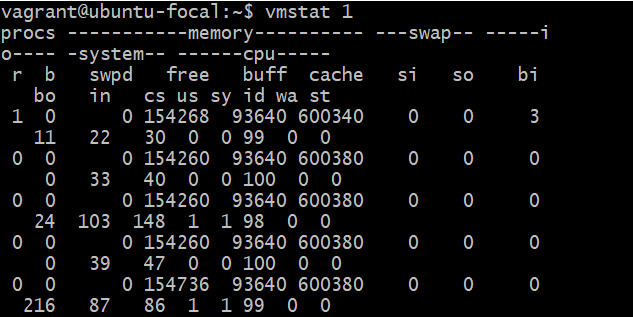 vagrant@ubuntu-focal:~$ vmstat 1
procs -----------memory---------- ---swap-- -----i
o---- -system-- ------cpu-----
 r  b   swpd   free   buff  cache   si   so    bi
    bo   in   cs us sy id wa st
 1  0      0 154268  93640 600340    0    0     3
    11   22   30  0  0 99  0  0
 0  0      0 154260  93640 600380    0    0     0
     0   33   40  0  0 100  0  0
 0  0      0 154260  93640 600380    0    0     0
    24  103  148  1  1 98  0  0
 0  0      0 154260  93640 600380    0    0     0
     0   39   47  0  0 100  0  0
 0  0      0 154736  93640 600380    0    0     0
   216   87   86  1  1 99  0  0